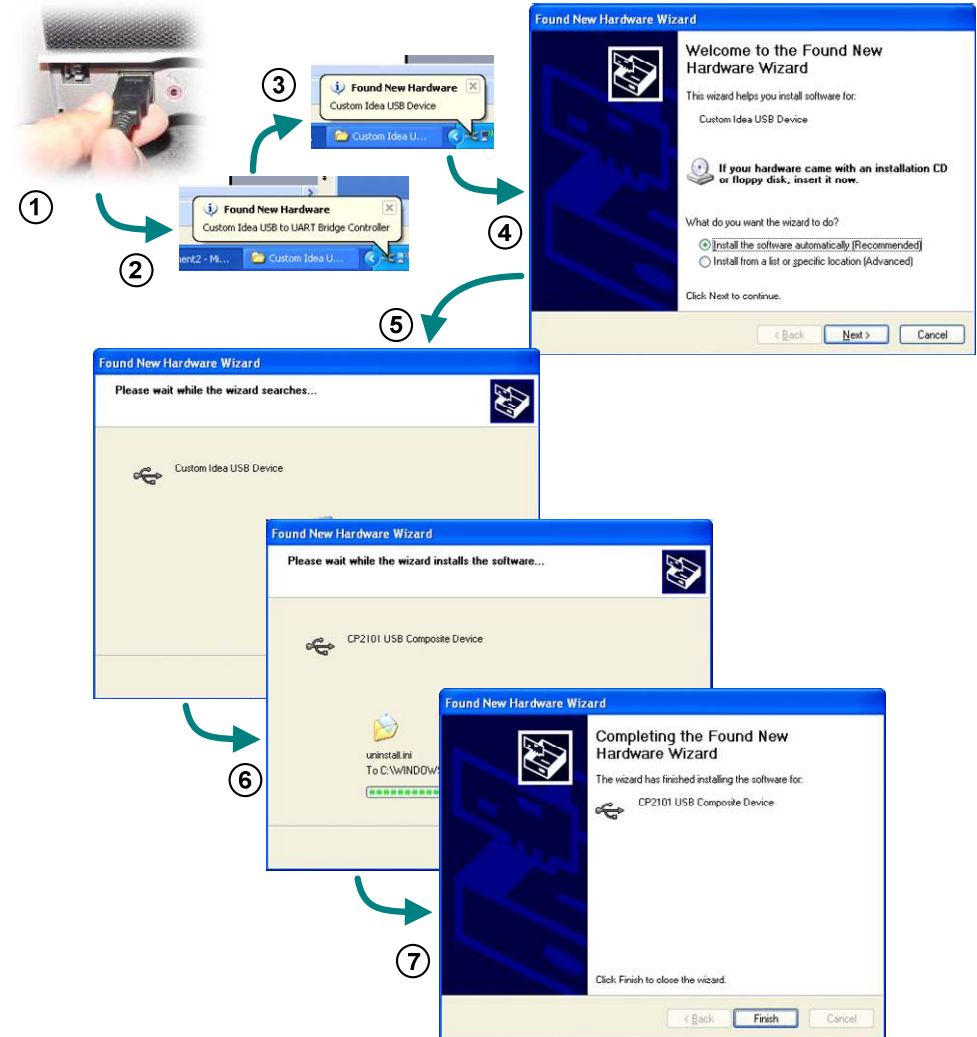 1
2
Found New Hardware
Custom Idea USB to UART Bridge Controller
ent2 - Mi...
Custom Idea U...
3
Found New Hardware
Custom Idea USB Device
Custom Idea U...
4
Found New Hardware Wizard
Welcome to the Found New
Hardware Wizard
This wizard helps you install software for:
Custom Idea USB Device
If your hardware came with an installation CD
or floppy disk, insert it now.
What do you want the wizard to do?
Install the software automatically (Recommended)
Install from a list or specific location (Advanced)
Click Next to continue.
< Back
Next >
Cancel
5
Found New Hardware Wizard
Please wait while the wizard searches...
Custom Idea USB Device
6
Found New Hardware Wizard
Please wait while the wizard installs the software...
CP2101 USB Composite Device
uninstall.ini
To C:\WINDOWS
7
Found New Hardware Wizard
Completing the Found New
Hardware Wizard
The wizard has finished installing the software for:
CP2101 USB Composite Device
Click Finish to close the wizard.
< Back
Finish
Cancel